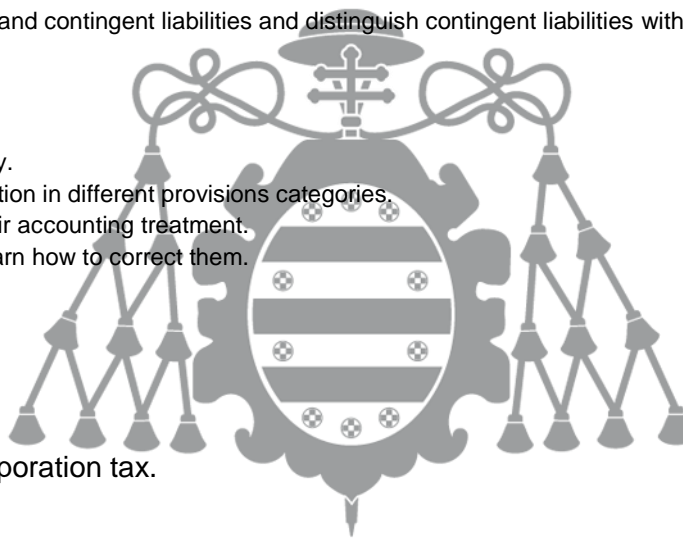 and contingent liabilities and distinguish contingent liabilities with
y.
tion in different provisions categories.
ir accounting treatment.
arn how to correct them.
poration tax.